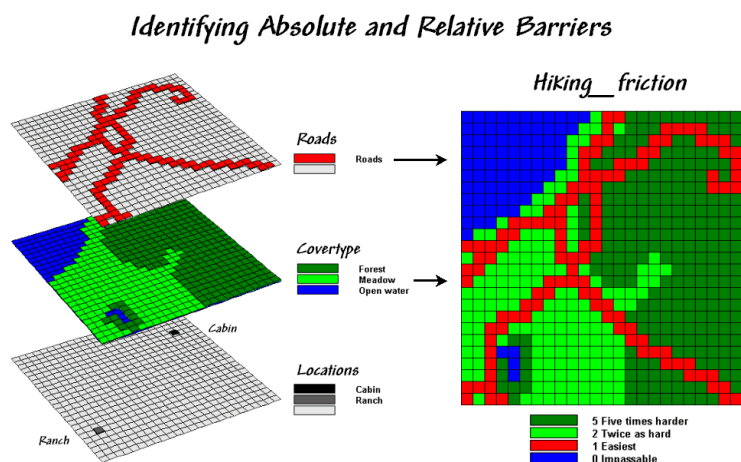 Identifying Absolute and Relative Barriers
Hiking__friction
Roads
Roads
Covertype
Forest
Meadow
Open water
Cabin
Locations
Cabin
Ranch
Ranch
5 Five times harder
2 Twice as hard
1 Easiest
0 Impassable